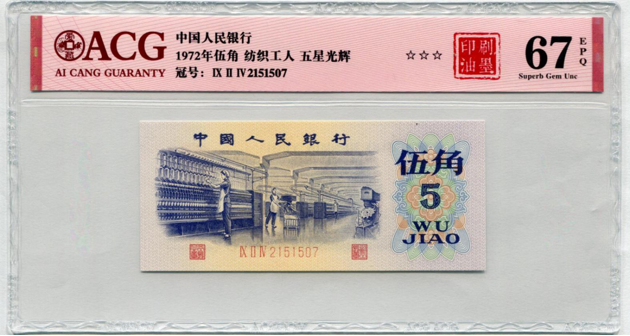 ACG
AI CANG GUARANTY
中国人民银行
1972年伍角 纺织工人 五星光辉
冠号: IX II IV 2151507
☆☆☆
印刷
油墨
67 EPQ
Superb Gem Unc
中國人民銀行
伍角
5
WU
JIAO
IX II IV 2151507